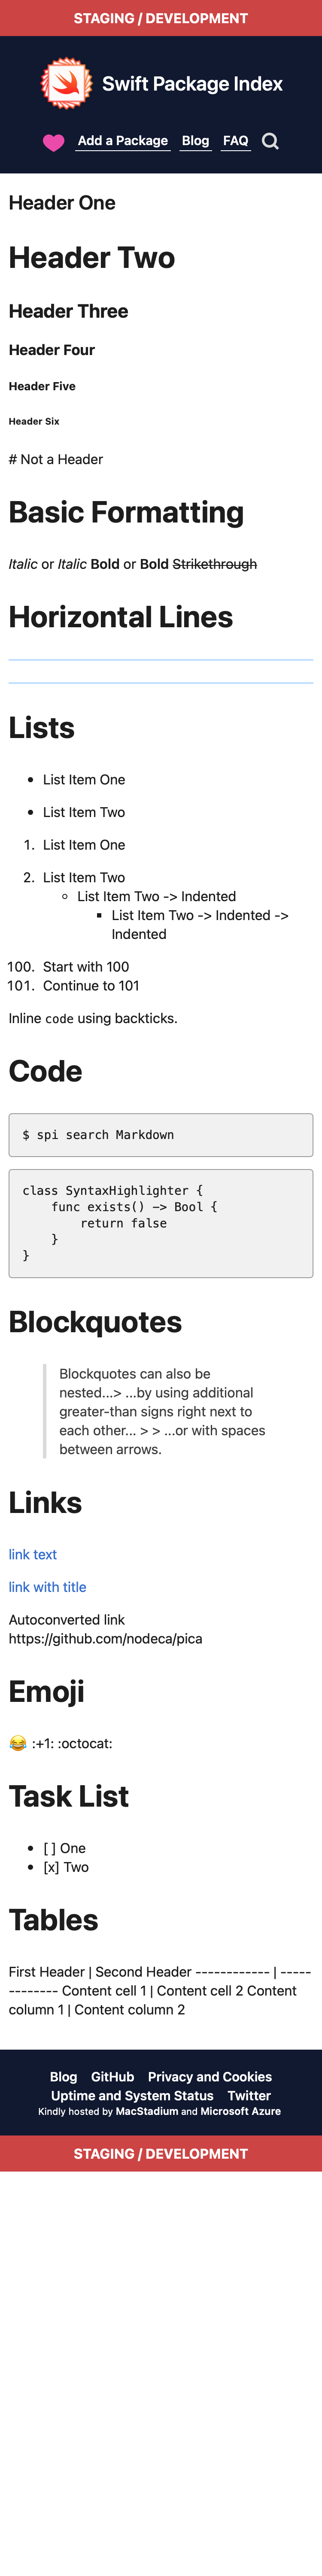 STAGING / DEVELOPMENT
Swift Package Index
Add a Package Blog FAQ
Header One
Header Two
Header Three
Header Four
Header Five
Header Six
# Not a Header
Basic Formatting
Italic or Italic Bold or Bold Strikethrough
Horizontal Lines
Lists
• List Item One
• List Item Two
1. List Item One
2. List Item Two
◦ List Item Two -> Indented
▪ List Item Two -> Indented ->
Indented
100. Start with 100
101. Continue to 101
Inline code using backticks.
Code
$ spi search Markdown
class SyntaxHighlighter {
    func exists() -> Bool {
        return false
    }
}
Blockquotes
Blockquotes can also be
nested...> ...by using additional
greater-than signs right next to
each other... > > ...or with spaces
between arrows.
Links
link text
link with title
Autoconverted link
https://github.com/nodeca/pica
Emoji
😂 :+1: :octocat:
Task List
• [ ] One
• [x] Two
Tables
First Header | Second Header ------------ | -----
-------- Content cell 1 | Content cell 2 Content
column 1 | Content column 2
Blog GitHub Privacy and Cookies
Uptime and System Status Twitter
Kindly hosted by MacStadium and Microsoft Azure
STAGING / DEVELOPMENT